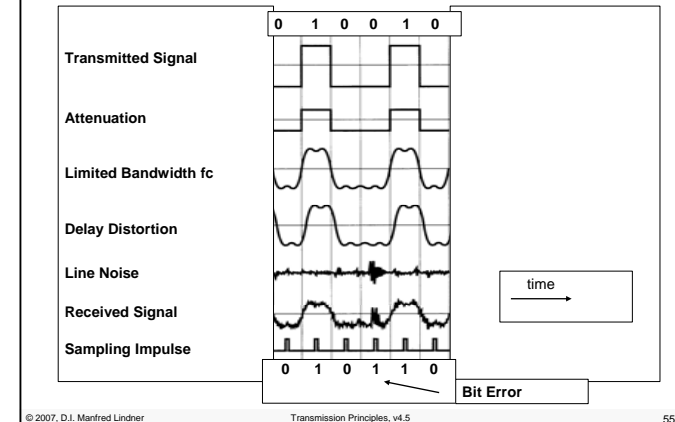 0 1 0 0 1 0
Transmitted Signal
Attenuation
Limited Bandwidth fc
Delay Distortion
Line Noise
time
Received Signal
Sampling Impulse
0 1 0 1 1 0
Bit Error
© 2007, D.I. Manfred Lindner
Transmission Principles, v4.5
55